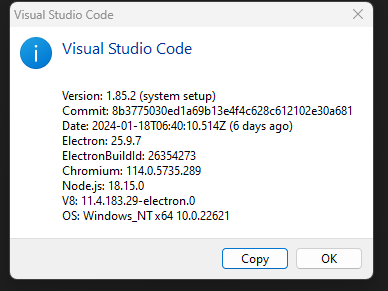 Visual Studio Code
Visual Studio Code
Version: 1.85.2 (system setup)
Commit: 8b3775030ed1a69b13e4f4c628c612102e30a681
Date: 2024-01-18T06:40:10.514Z (6 days ago)
Electron: 25.9.7
ElectronBuildId: 26354273
Chromium: 114.0.5735.289
Node.js: 18.15.0
V8: 11.4.183.29-electron.0
OS: Windows_NT x64 10.0.22621
Copy
OK